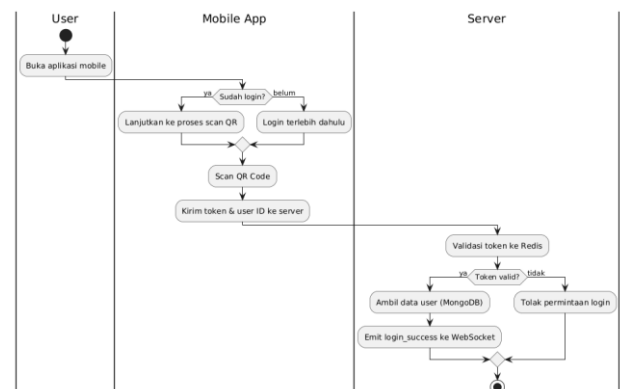 User
Mobile App
Server
Buka aplikasi mobile
Sudah login?
ya
belum
Lanjutkan ke proses scan QR
Login terlebih dahulu
Scan QR Code
Kirim token & user ID ke server
Validasi token ke Redis
Token valid?
ya
tidak
Ambil data user (MongoDB)
Tolak permintaan login
Emit login_success ke WebSocket